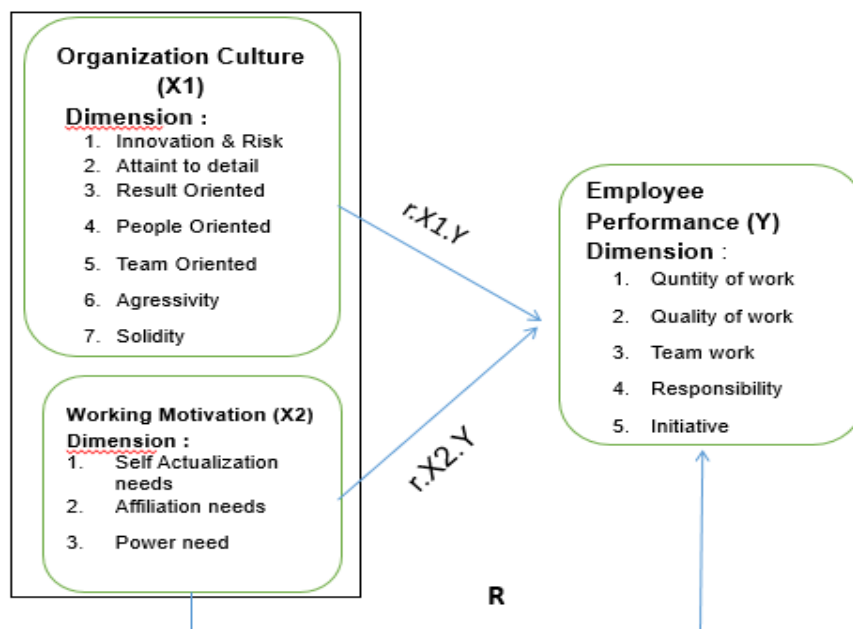 Organization Culture
(X1)
Dimension :
1. Innovation & Risk
2. Attaint to detail
3. Result Oriented
4. People Oriented
5. Team Oriented
6. Agressivity
7. Solidity
Working Motivation (X2)
Dimension :
1. Self Actualization
needs
2. Affiliation needs
3. Power need
r.X1.Y
r.X2.Y
Employee
Performance (Y)
Dimension :
1. Quntity of work
2. Quality of work
3. Team work
4. Responsibility
5. Initiative
R